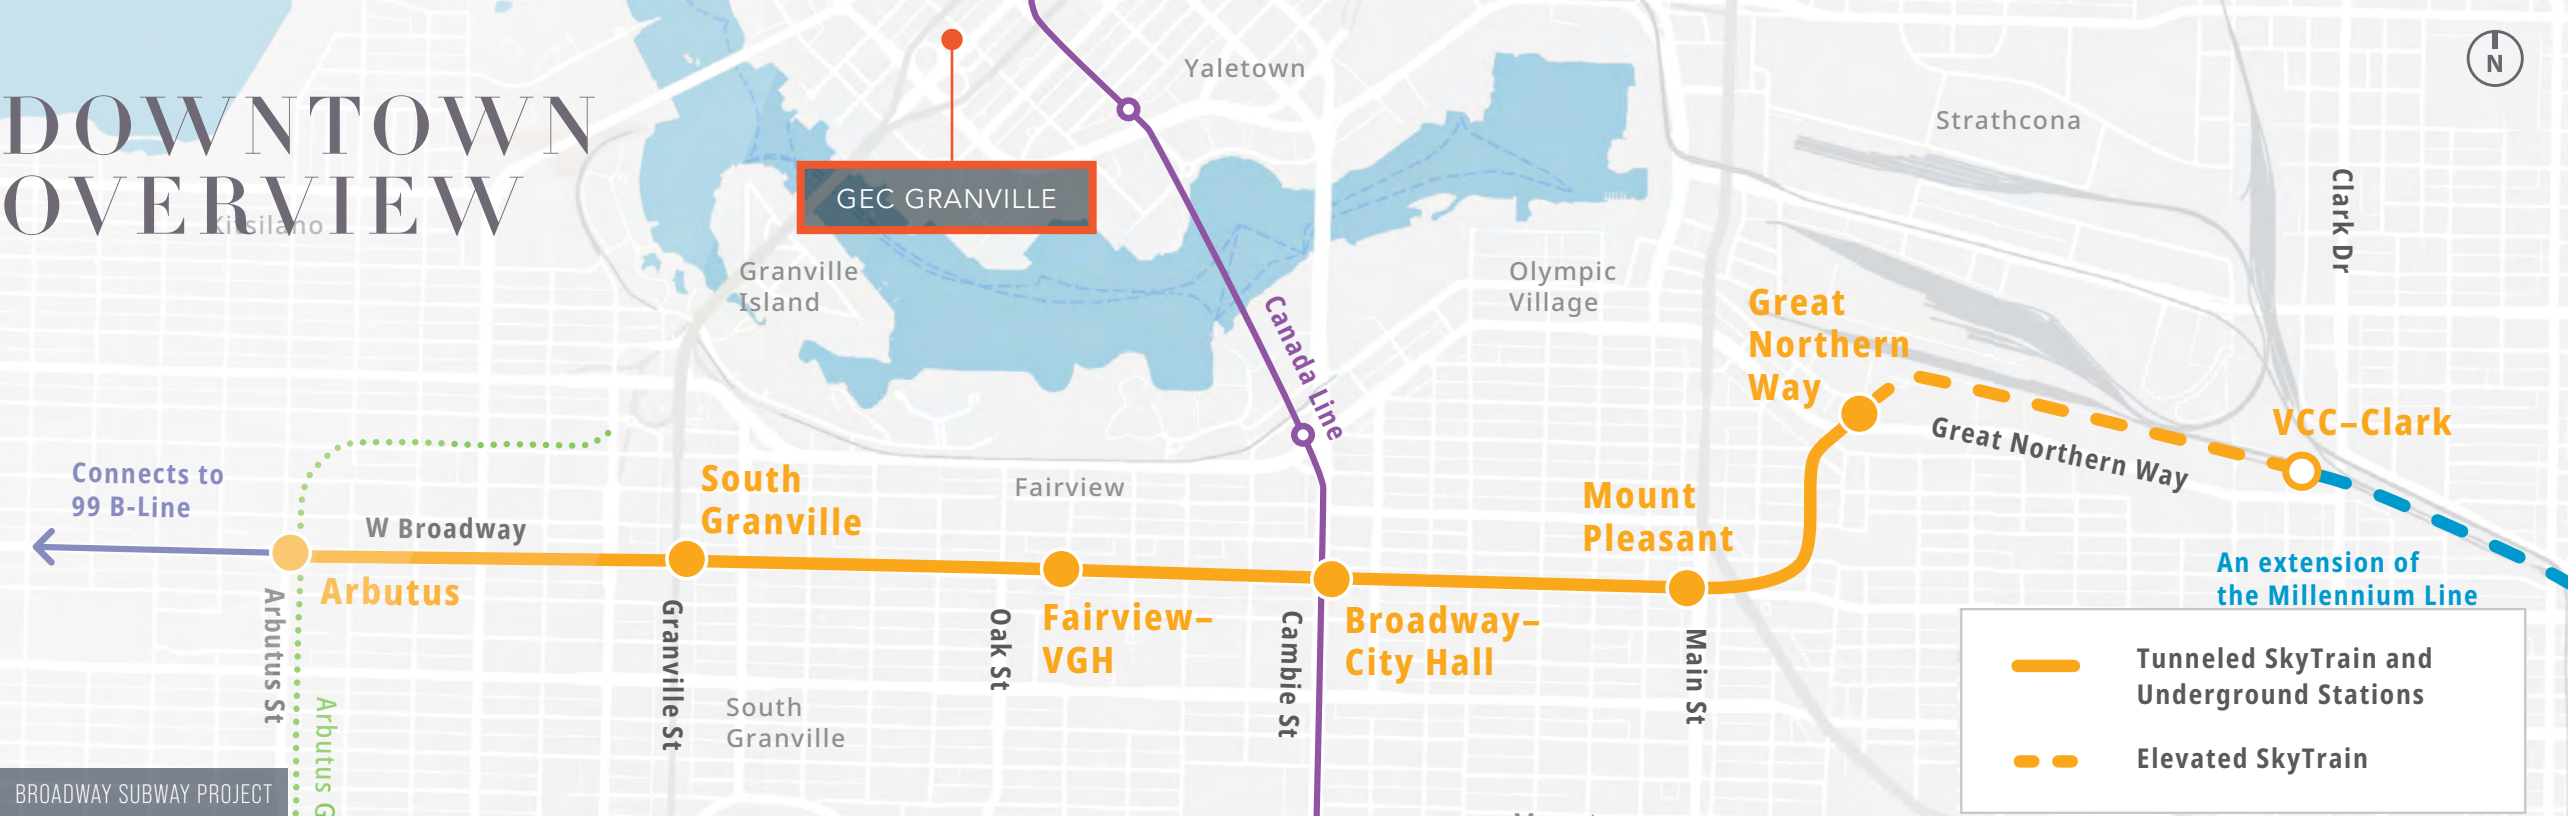 DOWNTOWN
OVERVIEW
N
Yaletown
Strathcona
GEC GRANVILLE
Kitsilano
Clark Dr
Granville
Island
Olympic
Village
Canada Line
Great
Northern
Way
VCC–Clark
Great Northern Way
Connects to
99 B-Line
W Broadway
South
Granville
Fairview
Mount
Pleasant
Arbutus
Fairview–
VGH
Broadway–
City Hall
An extension of
the Millennium Line
Arbutus St
Granville St
Oak St
Cambie St
Main St
South
Granville
Arbutus G
Tunneled SkyTrain and
Underground Stations
Elevated SkyTrain
BROADWAY SUBWAY PROJECT